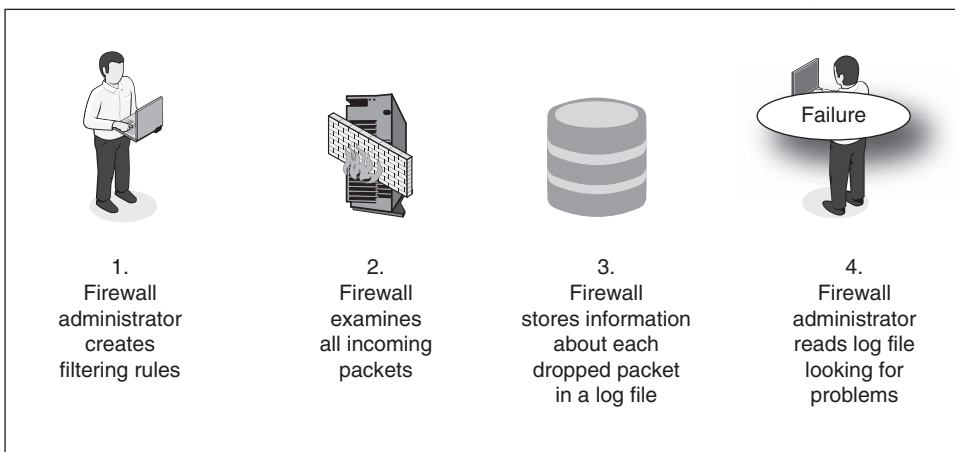 Failure
1.
Firewall
administrator
creates
filtering rules
2.
Firewall
examines
all incoming
packets
3.
Firewall
stores information
about each
dropped packet
in a log file
4.
Firewall
administrator
reads log file
looking for
problems